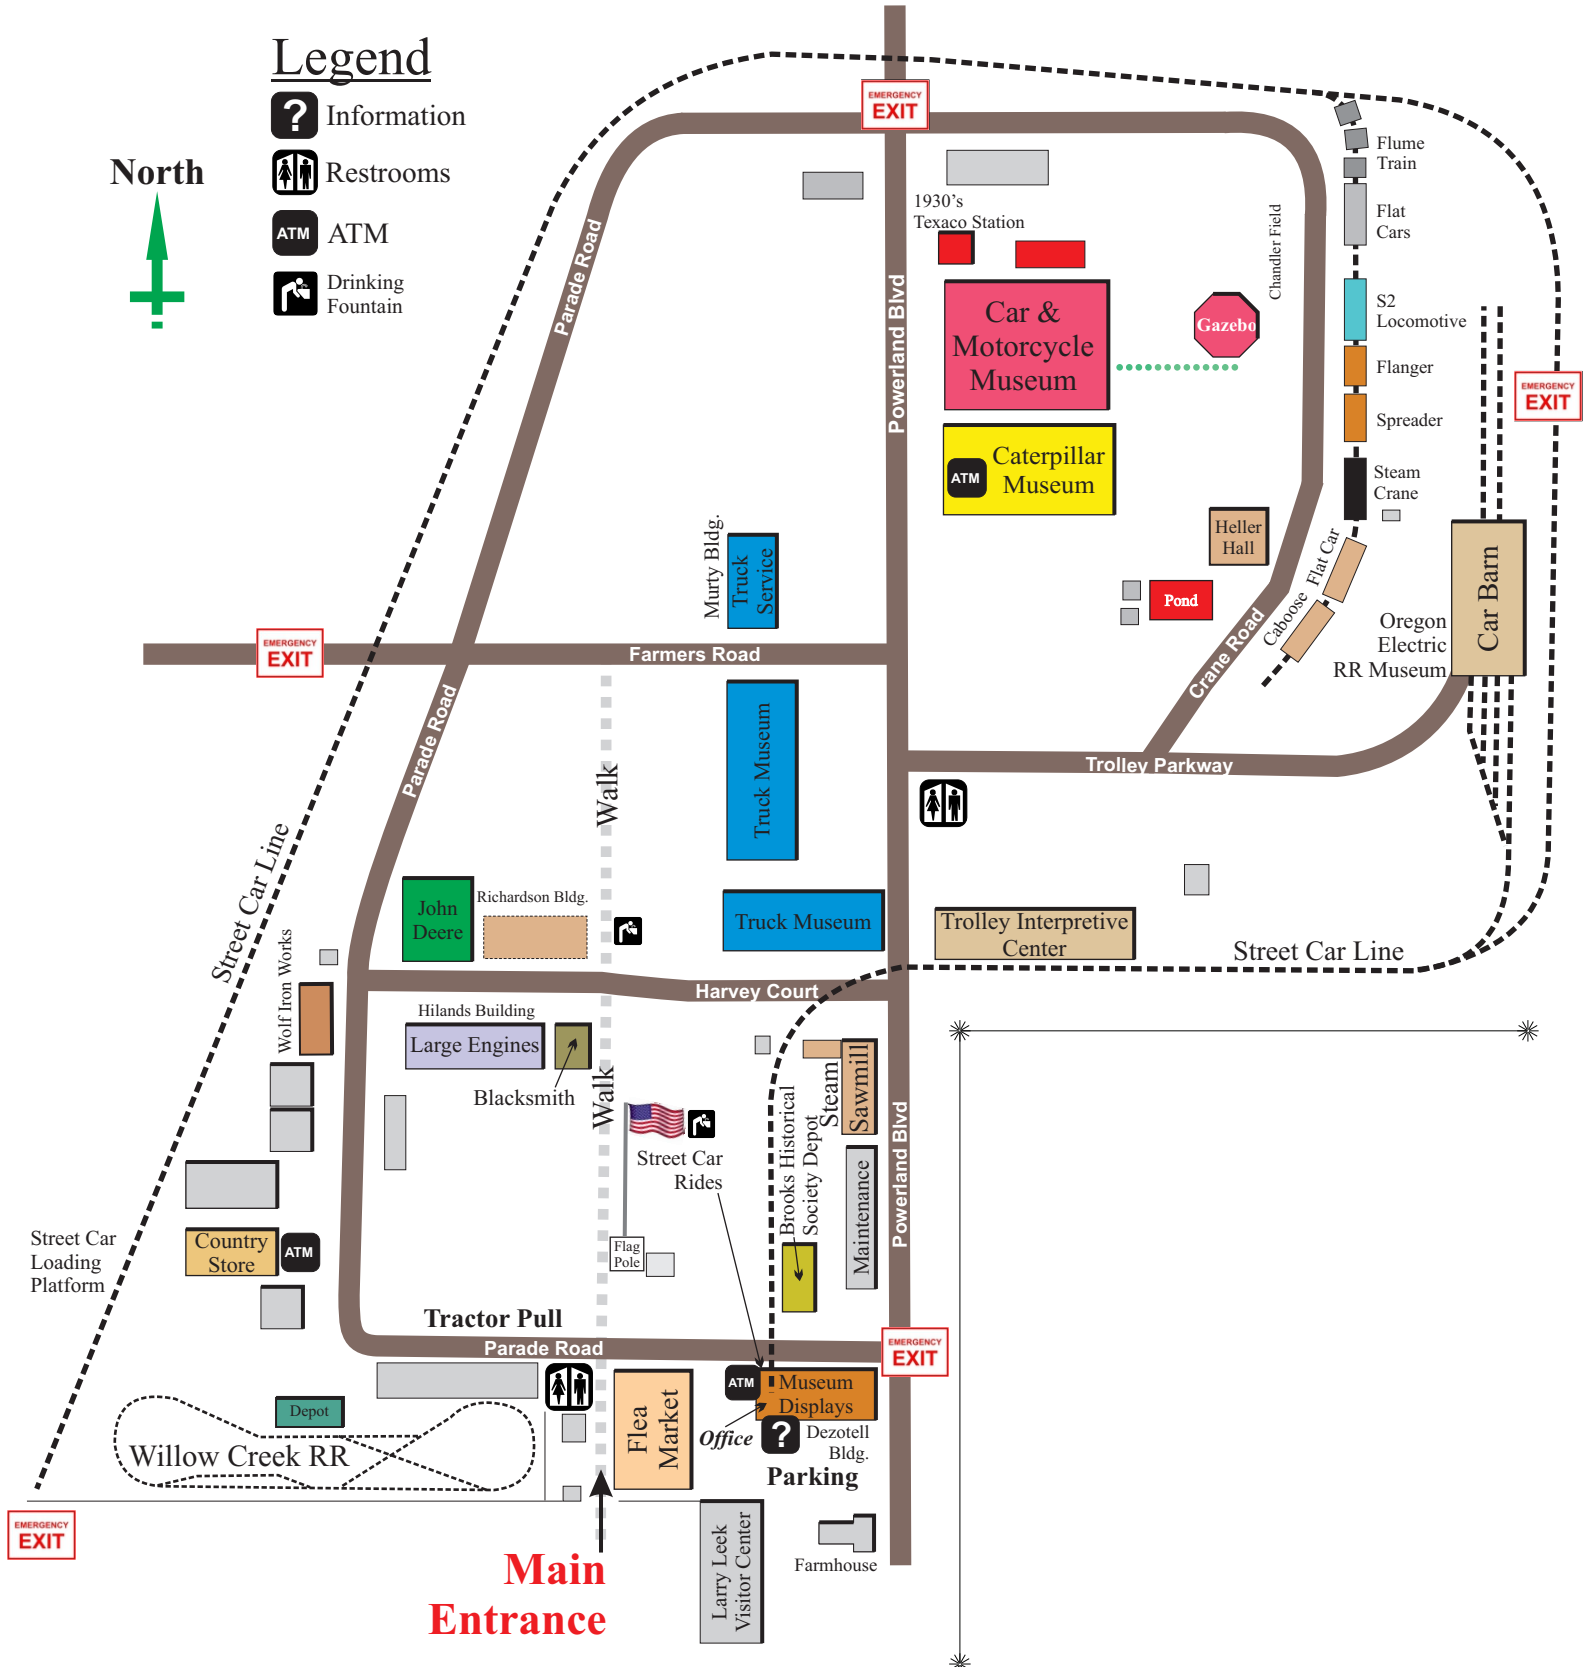 Legend
?
Information
Restrooms
ATM
ATM
Drinking
Fountain
North
EMERGENCY
EXIT
Flume
Train
Flat
Cars
S2
Locomotive
Flanger
Spreader
Steam
Crane
Flat Car
Caboose
EMERGENCY
EXIT
1930's
Texaco Station
Chandler Field
Car &
Motorcycle
Museum
Gazebo
Parade Road
Powerland Blvd
ATM
Caterpillar
Museum
Heller
Hall
Pond
Murty Bldg.
Truck
Service
Crane Road
Car Barn
Oregon
Electric
RR Museum
EMERGENCY
EXIT
Farmers Road
Parade Road
Trolley Parkway
Walk
Truck Museum
Street Car Line
John
Deere
Richardson Bldg.
Truck Museum
Trolley Interpretive
Center
Street Car Line
Wolf Iron Works
Harvey Court
Hilands Building
Large Engines
Blacksmith
Walk
Steam
Sawmill
Street Car
Rides
Brooks Historical
Society Depot
Maintenance
Powerland Blvd
Flag
Pole
Country
Store
ATM
Street Car
Loading
Platform
Tractor Pull
Parade Road
EMERGENCY
EXIT
Depot
Willow Creek RR
Flea
Market
ATM
Museum
Displays
Office
?
Dezotell
Bldg.
Parking
Larry Leek
Visitor Center
Farmhouse
EMERGENCY
EXIT
Main
Entrance